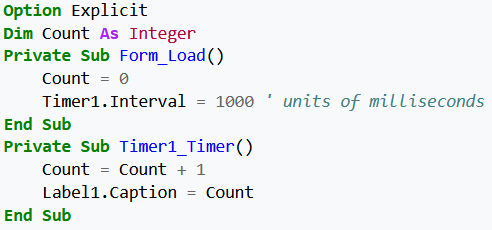 Option Explicit
Dim Count As Integer
Private Sub Form_Load()
    Count = 0
    Timer1.Interval = 1000 ' units of milliseconds
End Sub
Private Sub Timer1_Timer()
    Count = Count + 1
    Label1.Caption = Count
End Sub